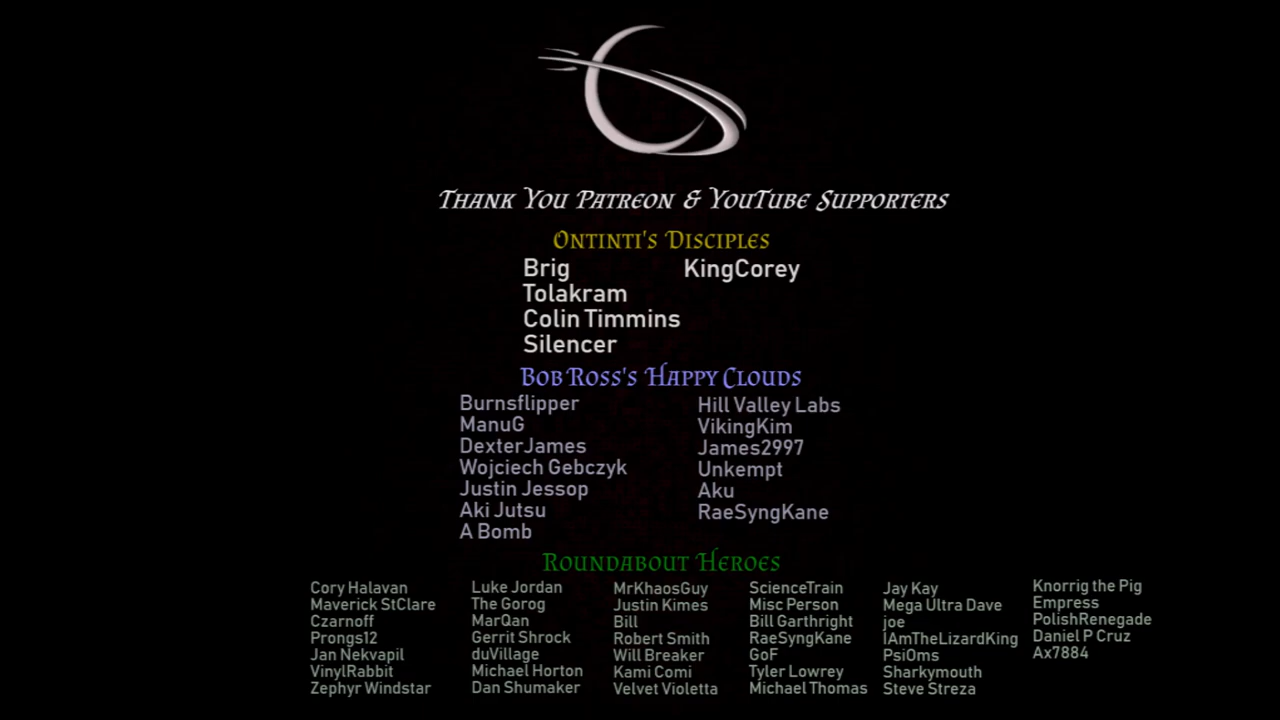 Thank You Patreon & YouTube Supporters
Ontinti's Disciples
Brig
Tolakram
Colin Timmins
Silencer
KingCorey
Bob Ross's Happy Clouds
Burnsflipper
ManuG
DexterJames
Wojciech Gebczyk
Justin Jessop
Aki Jutsu
A Bomb
Hill Valley Labs
VikingKim
James2997
Unkempt
Aku
RaeSyngKane
Roundabout Heroes
Cory Halavan
Maverick StClare
Czarnoff
Prongs12
Jan Nekvapil
VinylRabbit
Zephyr Windstar
Luke Jordan
The Gorog
MarQan
Gerrit Shrock
duVillage
Michael Horton
Dan Shumaker
MrKhaosGuy
Justin Kimes
Bill
Robert Smith
Will Breaker
Kami Comi
Velvet Violetta
ScienceTrain
Misc Person
Bill Garthright
RaeSyngKane
GoF
Tyler Lowrey
Michael Thomas
Jay Kay
Mega Ultra Dave
joe
IAmTheLizardKing
PsiOms
Sharkymouth
Steve Streza
Knorrig the Pig
Empress
PolishRenegade
Daniel P Cruz
Ax7884